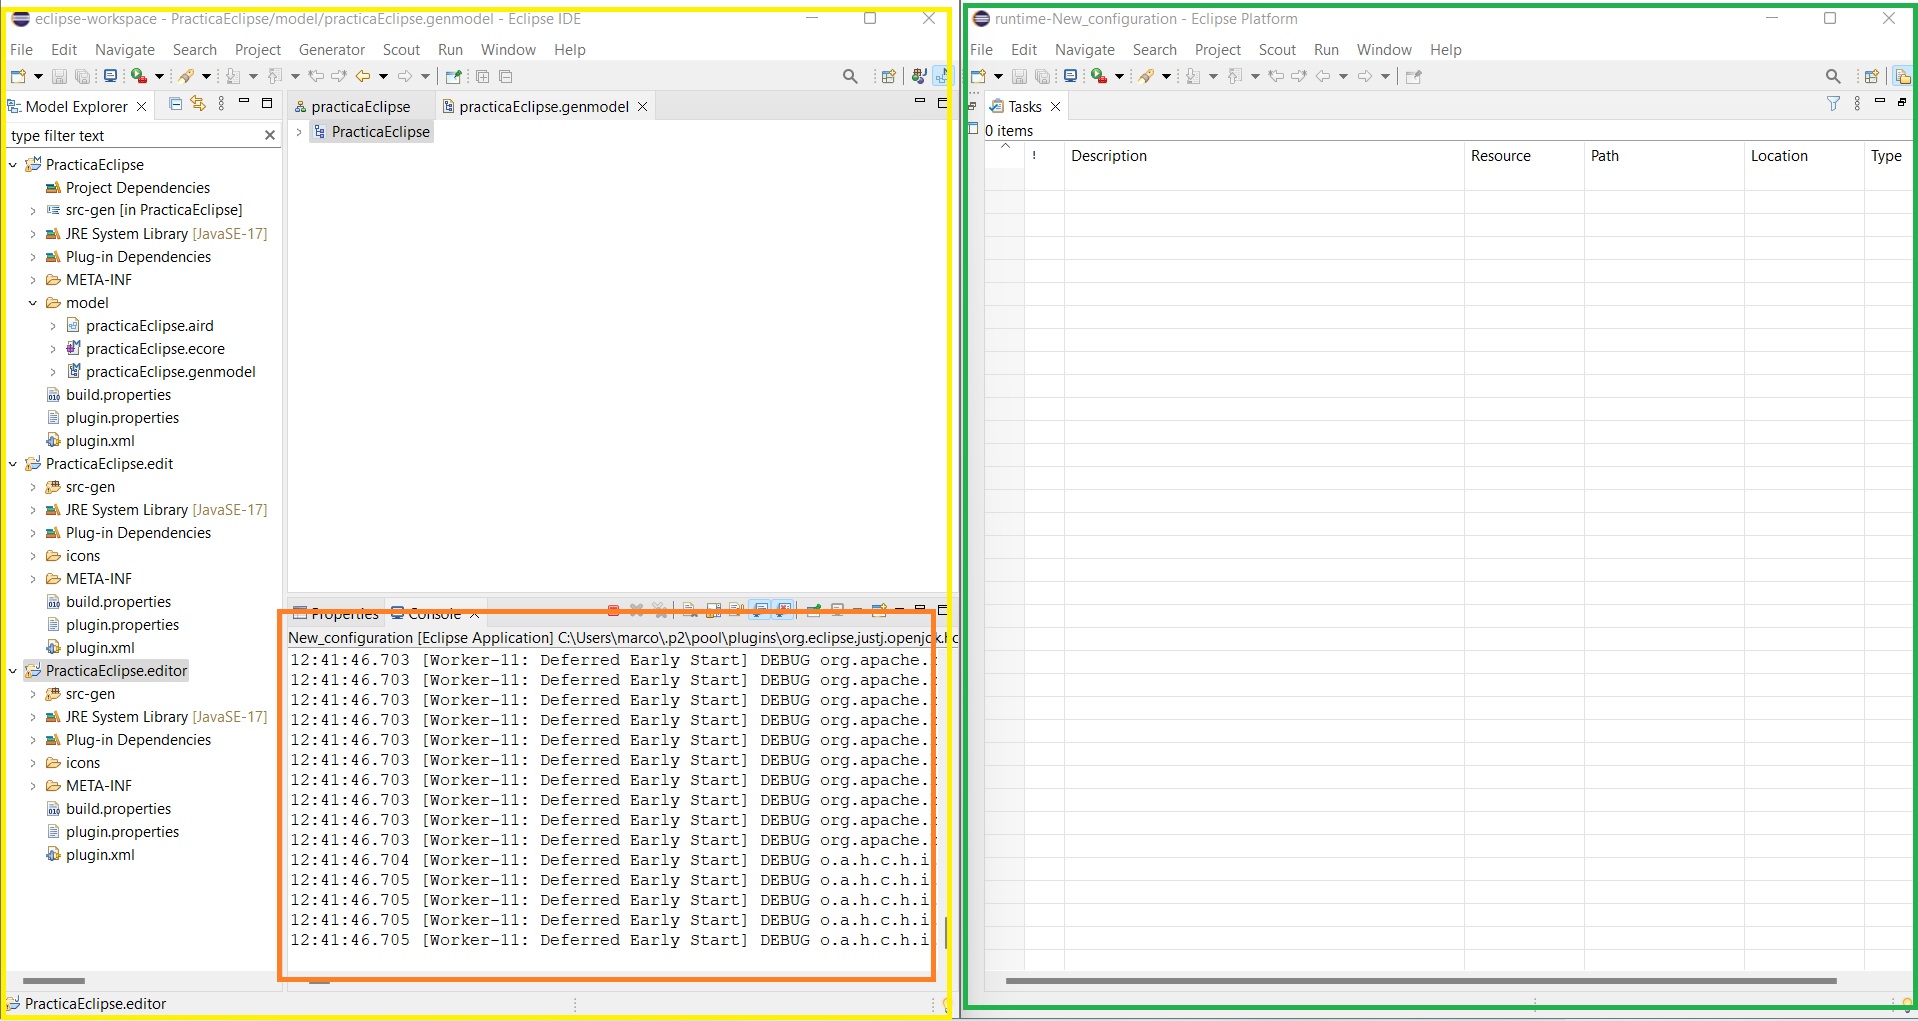 eclipse-workspace - PracticaEclipse/model/practicaEclipse.genmodel - Eclipse IDE
File Edit Navigate Search Project Generator Scout Run Window Help
Model Explorer
type filter text
PracticaEclipse
Project Dependencies
src-gen [in PracticaEclipse]
JRE System Library [JavaSE-17]
Plug-in Dependencies
META-INF
model
practicaEclipse.aird
practicaEclipse.ecore
practicaEclipse.genmodel
build.properties
plugin.properties
plugin.xml
PracticaEclipse.edit
src-gen
JRE System Library [JavaSE-17]
Plug-in Dependencies
icons
META-INF
build.properties
plugin.properties
plugin.xml
PracticaEclipse.editor
src-gen
JRE System Library [JavaSE-17]
Plug-in Dependencies
icons
META-INF
build.properties
plugin.properties
plugin.xml
PracticaEclipse.editor
practicaEclipse practicaEclipse.genmodel
PracticaEclipse
Properties Console
New_configuration [Eclipse Application] C:\Users\marco\.p2\pool\plugins\org.eclipse.justj.openjdk.ho
12:41:46.703 [Worker-11: Deferred Early Start] DEBUG org.apache.
12:41:46.703 [Worker-11: Deferred Early Start] DEBUG org.apache.
12:41:46.703 [Worker-11: Deferred Early Start] DEBUG org.apache.
12:41:46.703 [Worker-11: Deferred Early Start] DEBUG org.apache.
12:41:46.703 [Worker-11: Deferred Early Start] DEBUG org.apache.
12:41:46.703 [Worker-11: Deferred Early Start] DEBUG org.apache.
12:41:46.703 [Worker-11: Deferred Early Start] DEBUG org.apache.
12:41:46.703 [Worker-11: Deferred Early Start] DEBUG org.apache.
12:41:46.703 [Worker-11: Deferred Early Start] DEBUG org.apache.
12:41:46.703 [Worker-11: Deferred Early Start] DEBUG org.apache.
12:41:46.704 [Worker-11: Deferred Early Start] DEBUG o.a.h.c.h.i
12:41:46.705 [Worker-11: Deferred Early Start] DEBUG o.a.h.c.h.i
12:41:46.705 [Worker-11: Deferred Early Start] DEBUG o.a.h.c.h.i
12:41:46.705 [Worker-11: Deferred Early Start] DEBUG o.a.h.c.h.i
12:41:46.705 [Worker-11: Deferred Early Start] DEBUG o.a.h.c.h.i
runtime-New_configuration - Eclipse Platform
File Edit Navigate Search Project Scout Run Window Help
Tasks
0 items
! Description Resource Path Location Type